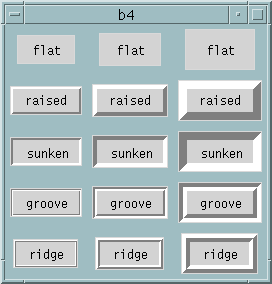 b4
flat flat flat
raised raised raised
sunken sunken sunken
groove groove groove
ridge ridge ridge